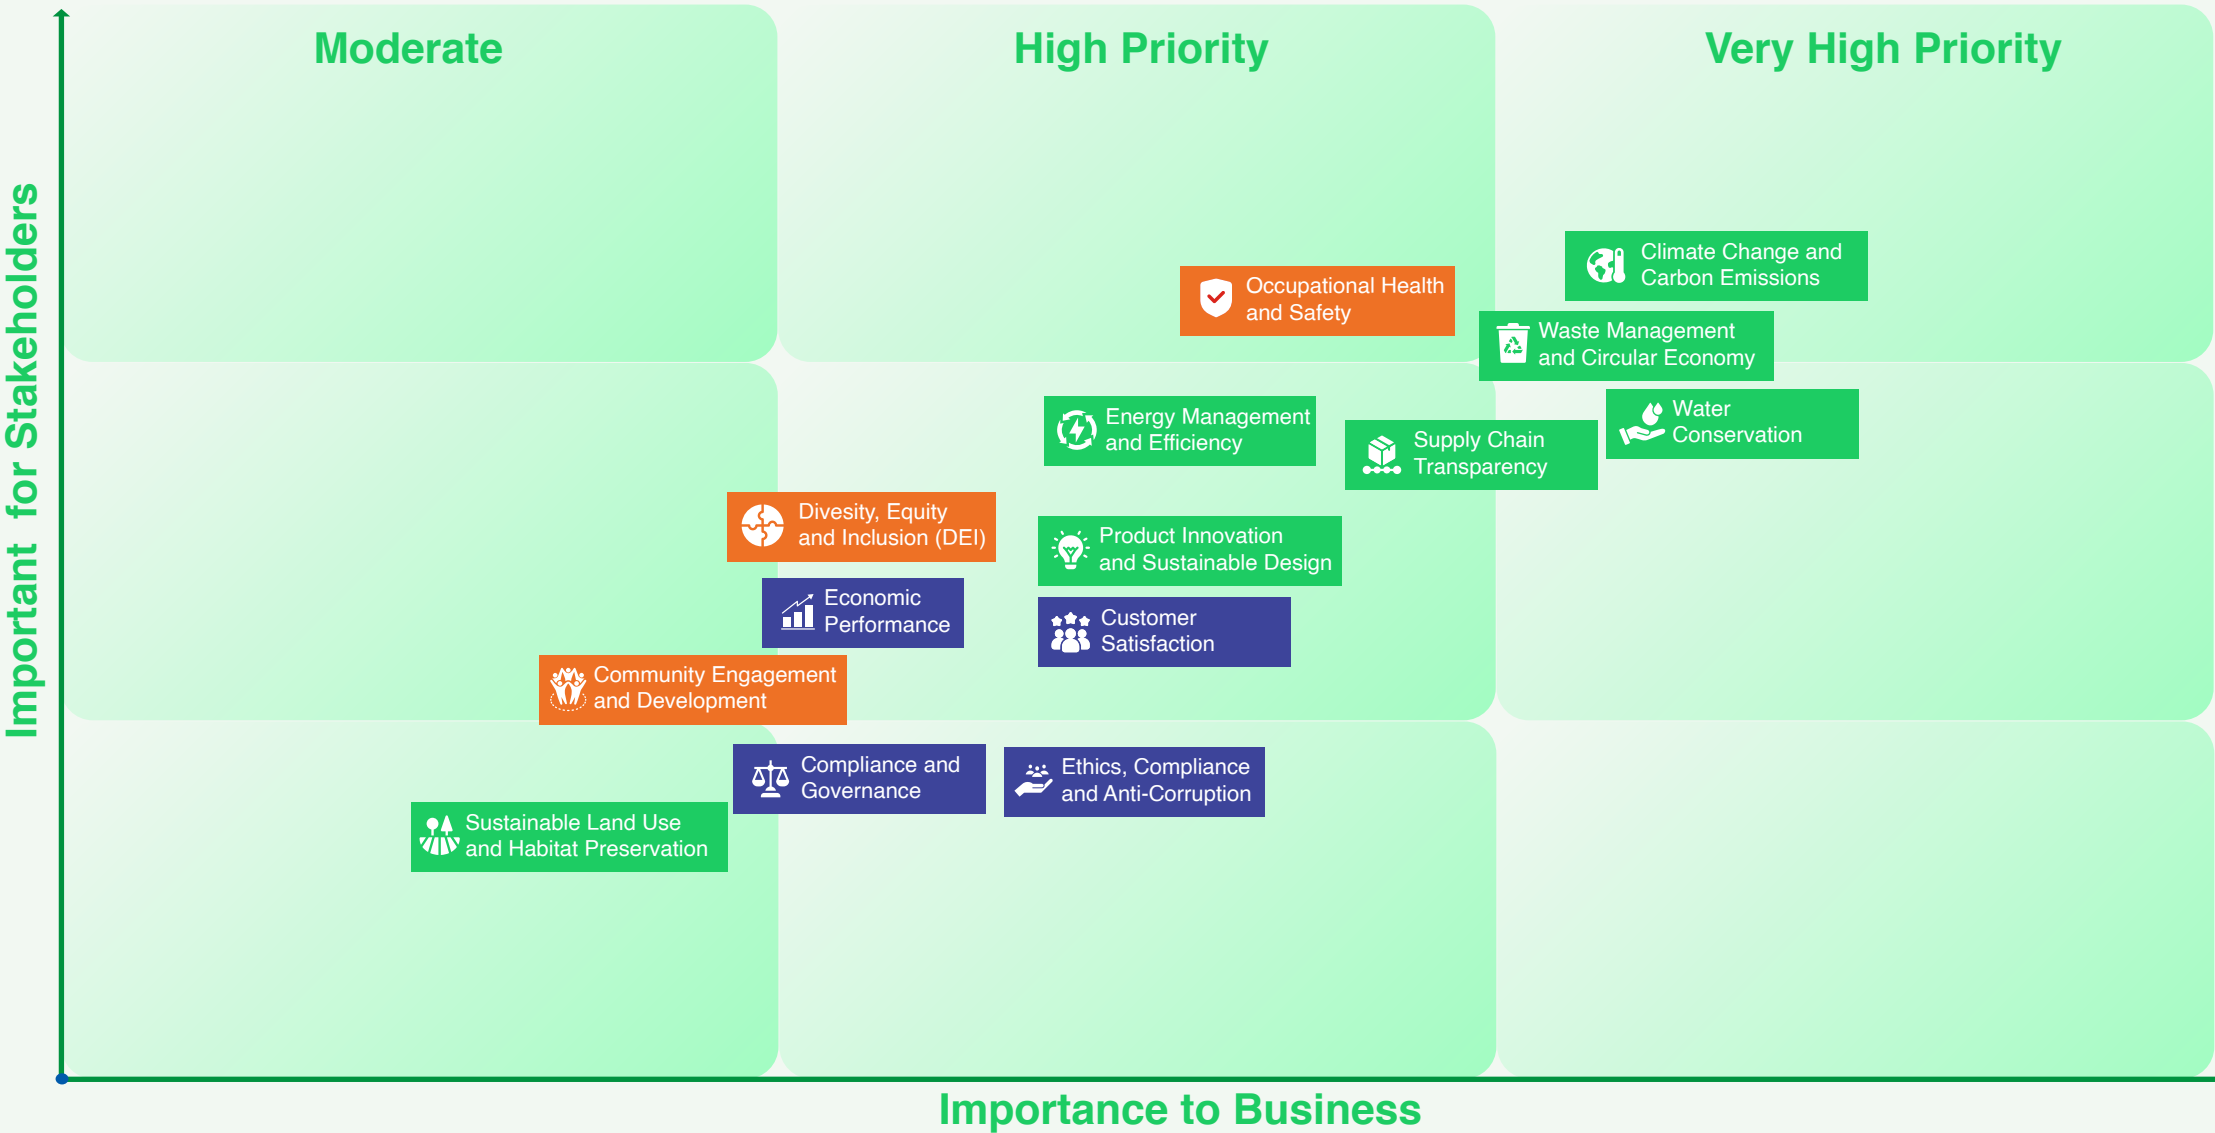 Moderate
High Priority
Very High Priority
Important for Stakeholders
Climate Change and
Carbon Emissions
Occupational Health
and Safety
Waste Management
and Circular Economy
Water
Conservation
Energy Management
and Efficiency
Supply Chain
Transparency
Divesity, Equity
and Inclusion (DEI)
Product Innovation
and Sustainable Design
Economic
Performance
Customer
Satisfaction
Community Engagement
and Development
Compliance and
Governance
Ethics, Compliance
and Anti-Corruption
Sustainable Land Use
and Habitat Preservation
Importance to Business